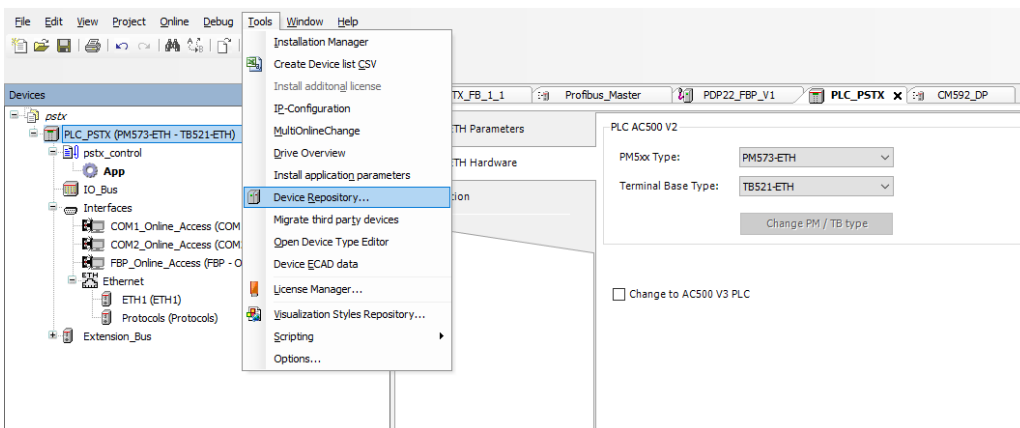 File Edit View Project Online Debug Tools Window Help
Installation Manager
Create Device list CSV
Install additonal license
IP-Configuration
MultiOnlineChange
Drive Overview
Install application parameters
Device Repository...
Migrate third party devices
Open Device Type Editor
Device ECAD data
License Manager...
Visualization Styles Repository...
Scripting
Options...
Devices
pstx
PLC_PSTX (PM573-ETH - TB521-ETH)
pstx_control
App
IO_Bus
Interfaces
COM1_Online_Access (COM
COM2_Online_Access (COM
FBP_Online_Access (FBP - O
ETH
Ethernet
ETH1 (ETH1)
Protocols (Protocols)
Extension_Bus
TX_FB_1_1 Profibus_Master PDP22_FBP_V1 PLC_PSTX X CM592_DP
ETH Parameters
ETH Hardware
tion
PLC AC500 V2
PM5xx Type: PM573-ETH
Terminal Base Type: TB521-ETH
Change PM / TB type
Change to AC500 V3 PLC